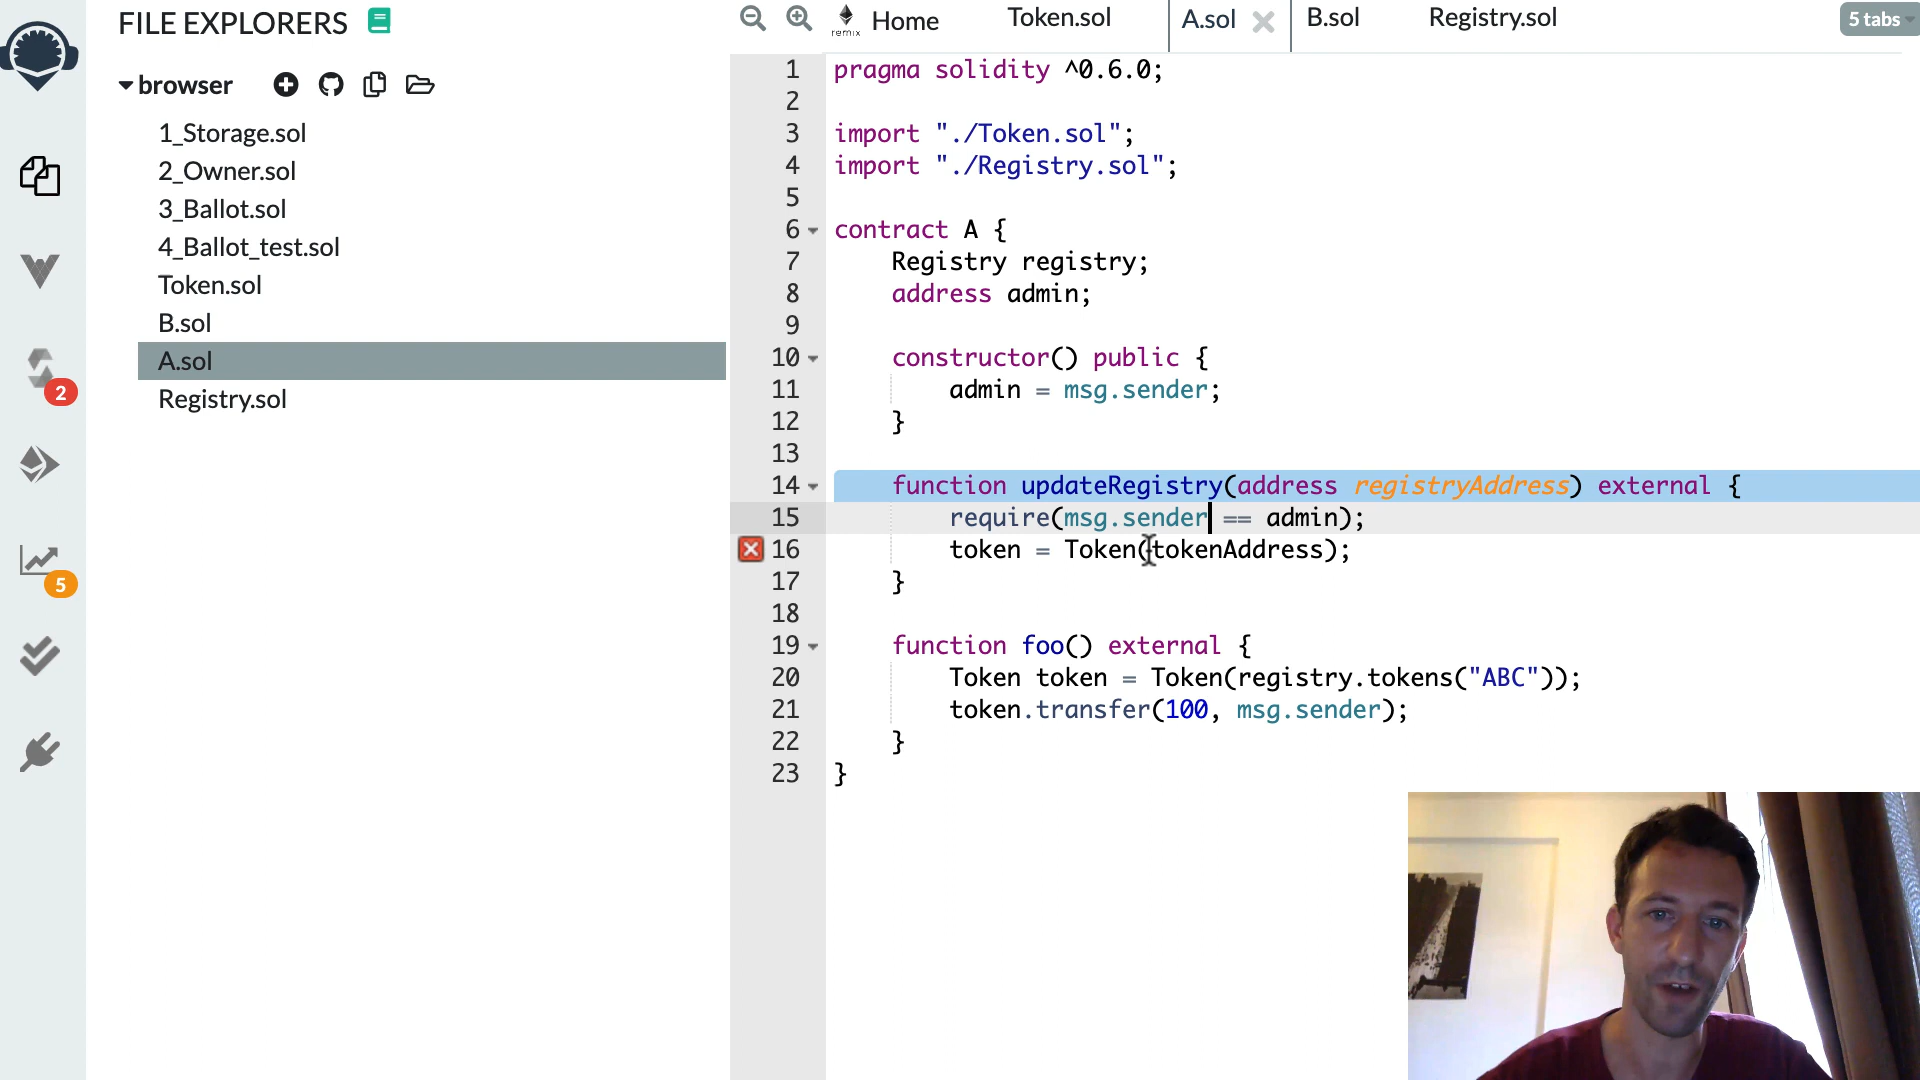 FILE EXPLORERS
browser
1_Storage.sol
2_Owner.sol
3_Ballot.sol
4_Ballot_test.sol
Token.sol
B.sol
A.sol
Registry.sol
2
5
remix
Home
Token.sol
A.sol
B.sol
Registry.sol
5 tabs
1 pragma solidity ^0.6.0;
2
3 import "./Token.sol";
4 import "./Registry.sol";
5
6 contract A {
7 Registry registry;
8 address admin;
9
10 constructor() public {
11 admin = msg.sender;
12 }
13
14 function updateRegistry(address registryAddress) external {
15 require(msg.sender == admin);
16 token = Token(tokenAddress);
17 }
18
19 function foo() external {
20 Token token = Token(registry.tokens("ABC"));
21 token.transfer(100, msg.sender);
22 }
23 }